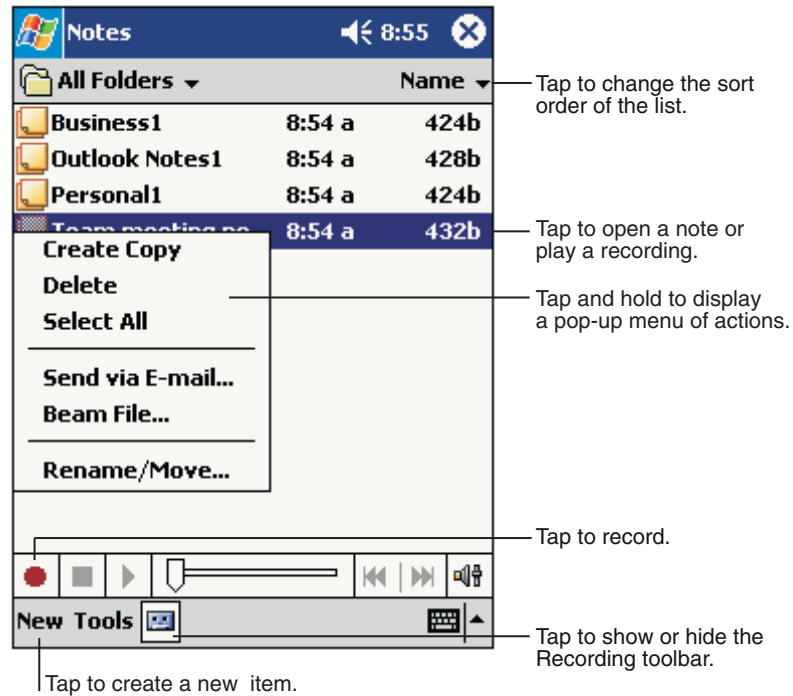 Notes 8:55
All Folders Name
Tap to change the sort
order of the list.
Business1 8:54 a 424b
Outlook Notes1 8:54 a 428b
Personal1 8:54 a 424b
Team meeting no 8:54 a 432b
Tap to open a note or
play a recording.
Create Copy
Delete
Select All
Tap and hold to display
a pop-up menu of actions.
Send via E-mail...
Beam File...
Rename/Move...
Tap to record.
New Tools
Tap to show or hide the
Recording toolbar.
Tap to create a new item.